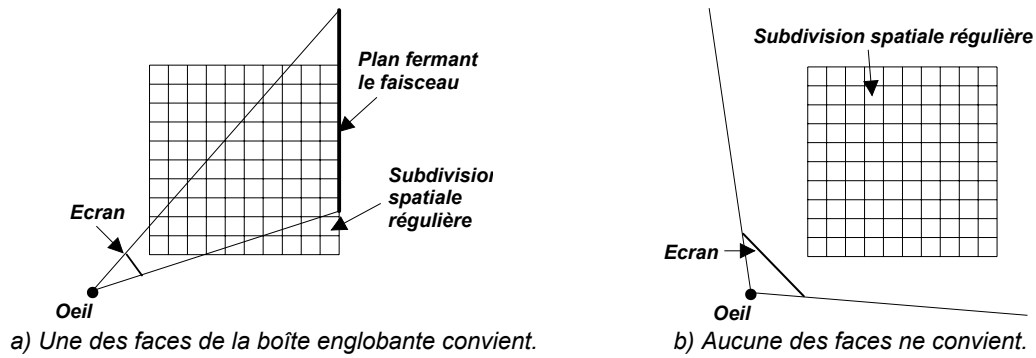 Subdivision spatiale régulière
Plan fermant
le faisceau
Subdivision
spatiale
régulière
Ecran
Ecran
Oeil
Oeil
a) Une des faces de la boîte englobante convient.
b) Aucune des faces ne convient.